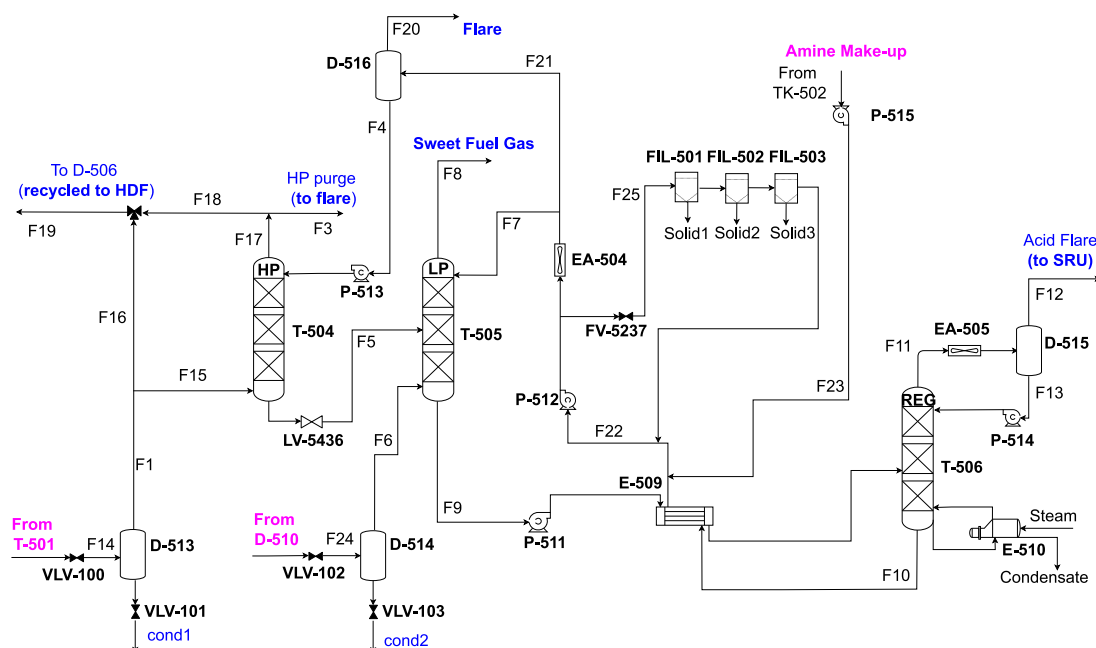 F20
Flare
D-516
F21
Amine Make-up
From
TK-502
P-515
F4
Sweet Fuel Gas
F8
FIL-501
FIL-502
FIL-503
To D-506
(recycled to HDF)
HP purge
(to flare)
F18
F3
F19
F17
F7
F25
Solid1
Solid2
Solid3
HP
P-513
LP
EA-504
Acid Flare
(to SRU)
F12
F16
T-504
F5
T-505
FV-5237
EA-505
F11
D-515
F15
F23
F13
P-512
REG
LV-5436
F6
F22
P-514
T-506
F1
E-509
From
T-501
F14
D-513
VLV-100
From
D-510
F24
D-514
VLV-102
F9
P-511
Steam
E-510
F10
Condensate
VLV-101
cond1
VLV-103
cond2
C
C
C
C
C